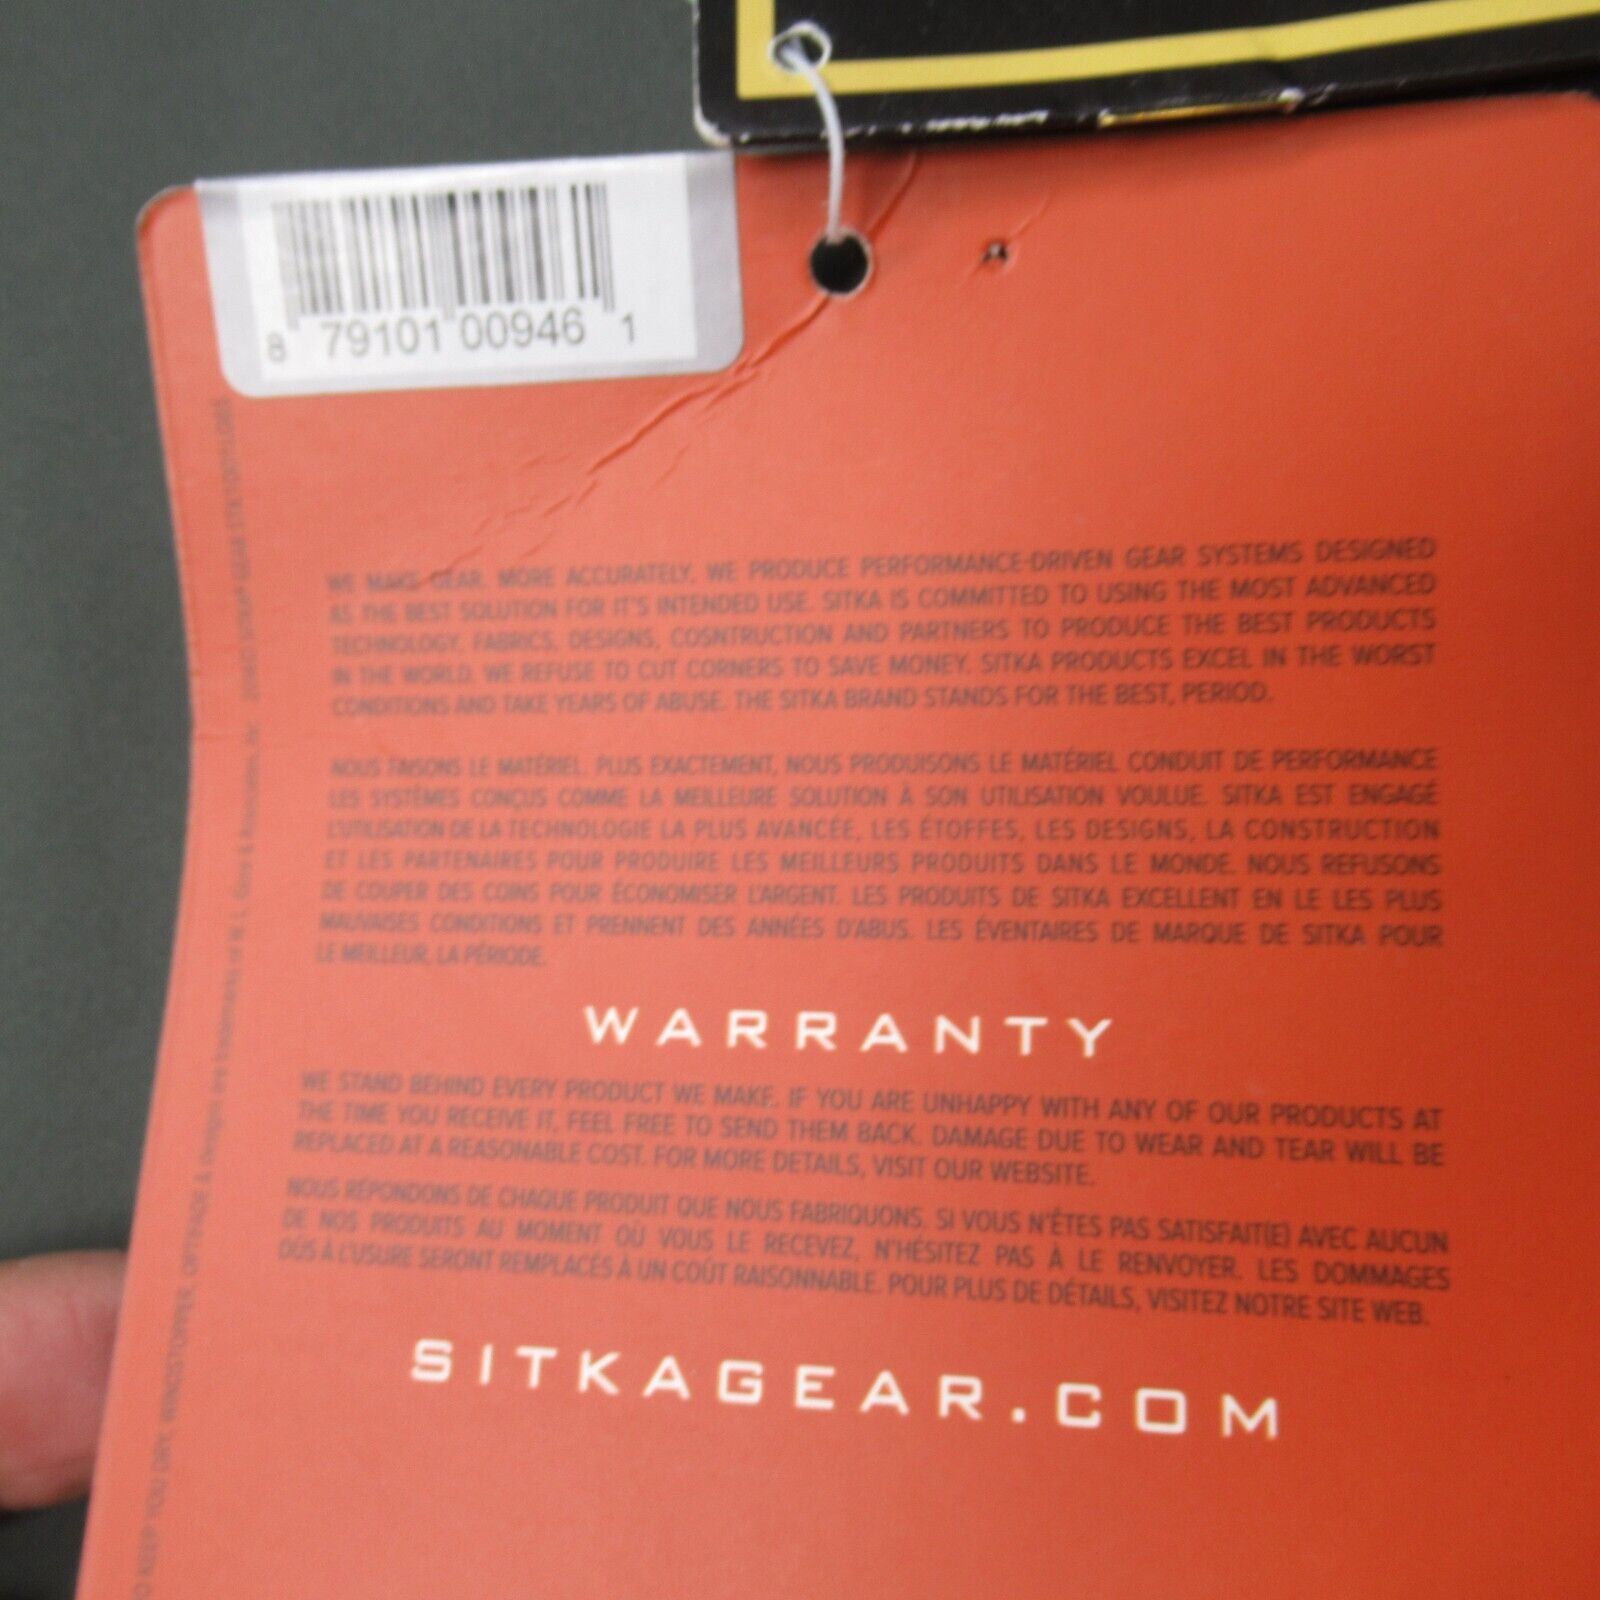 8 79101 00946 1
WE MAKE GEAR. MORE ACCURATELY, WE PRODUCE PERFORMANCE-DRIVEN GEAR SYSTEMS DESIGNED
AS THE BEST SOLUTION FOR IT'S INTENDED USE. SITKA IS COMMITTED TO USING THE MOST ADVANCED
TECHNOLOGY, FABRICS, DESIGNS, COSNTRUCTION AND PARTNERS TO PRODUCE THE BEST PRODUCTS
IN THE WORLD. WE REFUSE TO CUT CORNERS TO SAVE MONEY. SITKA PRODUCTS EXCEL IN THE WORST
CONDITIONS AND TAKE YEARS OF ABUSE. THE SITKA BRAND STANDS FOR THE BEST, PERIOD.
NOUS FAISONS LE MATÉRIEL. PLUS EXACTEMENT, NOUS PRODUISONS LE MATÉRIEL CONDUIT DE PERFORMANCE
LES SYSTÈMES CONÇUS COMME LA MEILLEURE SOLUTION À SON UTILISATION VOULUE. SITKA EST ENGAGÉ
L'UTILISATION DE LA TECHNOLOGIE LA PLUS AVANCÉE, LES ÉTOFFES, LES DESIGNS, LA CONSTRUCTION
ET LES PARTENAIRES POUR PRODUIRE LES MEILLEURS PRODUITS DANS LE MONDE. NOUS REFUSONS
DE COUPER DES COINS POUR ÉCONOMISER L'ARGENT. LES PRODUITS DE SITKA EXCELLENT EN LE LES PLUS
MAUVAISES CONDITIONS ET PRENNENT DES ANNÉES D'ABUS. LES ÉVENTAIRES DE MARQUE DE SITKA POUR
LE MEILLEUR, LA PÉRIODE.
WARRANTY
WE STAND BEHIND EVERY PRODUCT WE MAKE. IF YOU ARE UNHAPPY WITH ANY OF OUR PRODUCTS AT
THE TIME YOU RECEIVE IT, FEEL FREE TO SEND THEM BACK. DAMAGE DUE TO WEAR AND TEAR WILL BE
REPLACED AT A REASONABLE COST. FOR MORE DETAILS, VISIT OUR WEBSITE.
NOUS RÉPONDONS DE CHAQUE PRODUIT QUE NOUS FABRIQUONS. SI VOUS N'ÊTES PAS SATISFAIT(E) AVEC AUCUN
DE NOS PRODUITS AU MOMENT OÙ VOUS LE RECEVEZ, N'HÉSITEZ PAS À LE RENVOYER. LES DOMMAGES
DÛS À L'USURE SERONT REMPLACÉS À UN COÛT RAISONNABLE. POUR PLUS DE DÉTAILS, VISITEZ NOTRE SITE WEB.
SITKAGEAR.COM
TO KEEP YOU DRY, WINDSTOPPER, OPTIFADE & designs are trademarks of W. L. Gore & Associates, Inc.